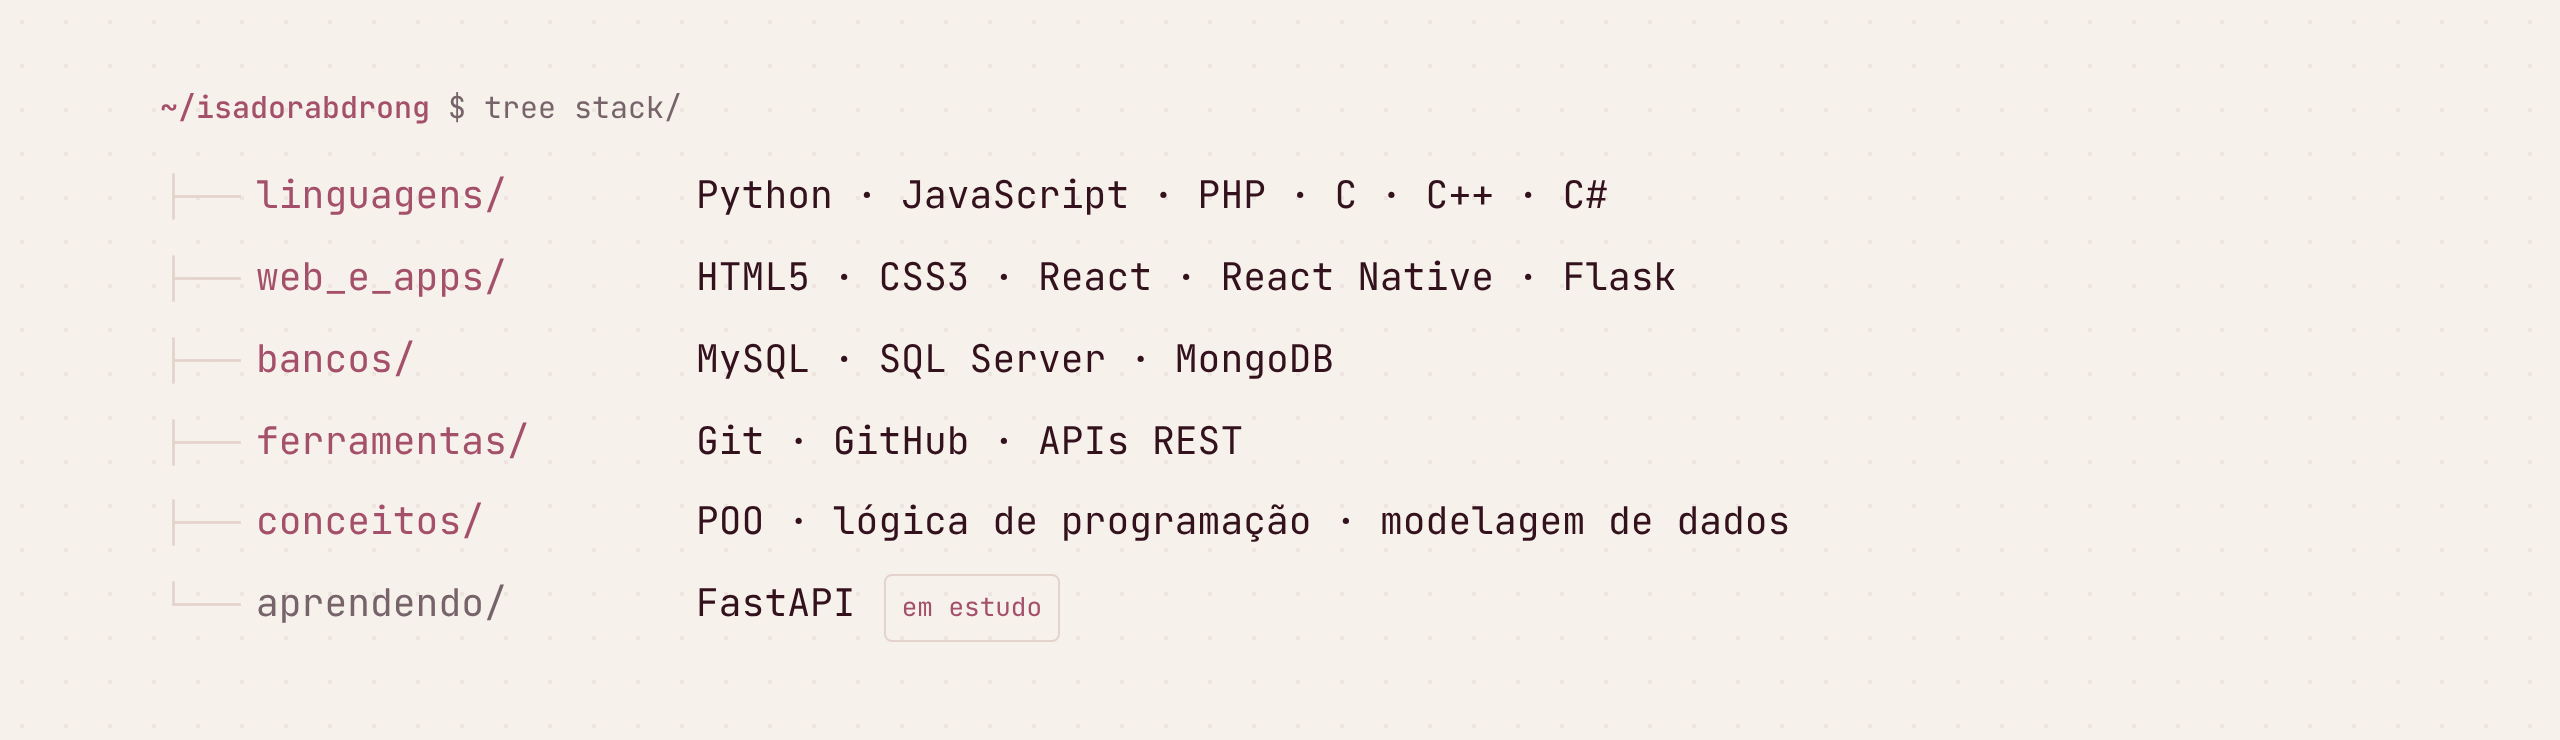 ~/isadorabdrong $ tree stack/
├── linguagens/ Python · JavaScript · PHP · C · C++ · C#
├── web_e_apps/ HTML5 · CSS3 · React · React Native · Flask
├── bancos/ MySQL · SQL Server · MongoDB
├── ferramentas/ Git · GitHub · APIs REST
├── conceitos/ POO · lógica de programação · modelagem de dados
└── aprendendo/ FastAPI em estudo